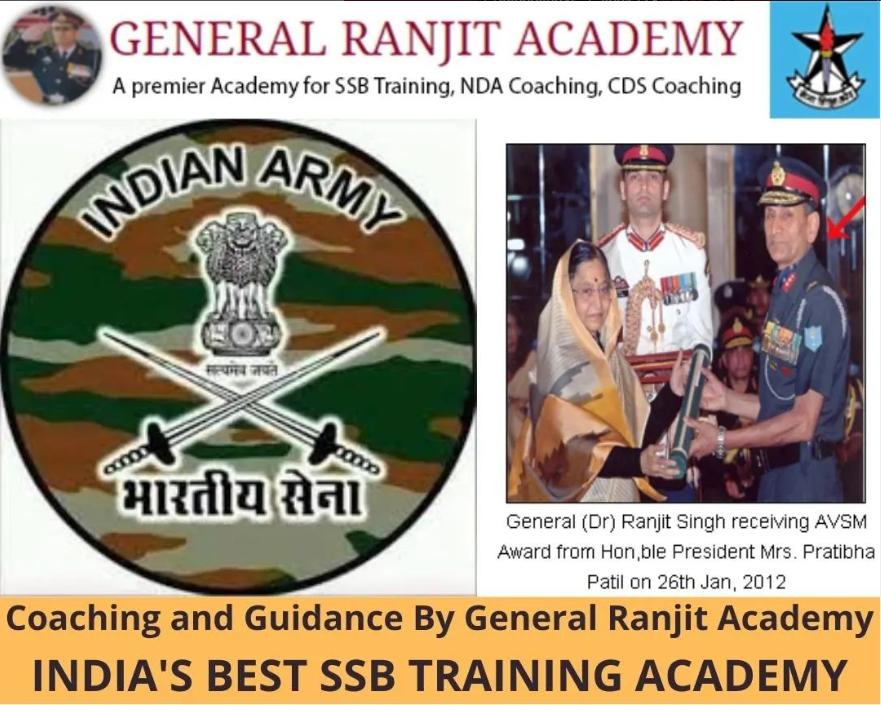 GENERAL RANJIT ACADEMY
A premier Academy for SSB Training, NDA Coaching, CDS Coaching
INDIAN ARMY
सत्यमेव जयते
भारतीय सेना
General (Dr) Ranjit Singh receiving AVSM
Award from Hon,ble President Mrs. Pratibha
Patil on 26th Jan, 2012
Coaching and Guidance By General Ranjit Academy
INDIA'S BEST SSB TRAINING ACADEMY